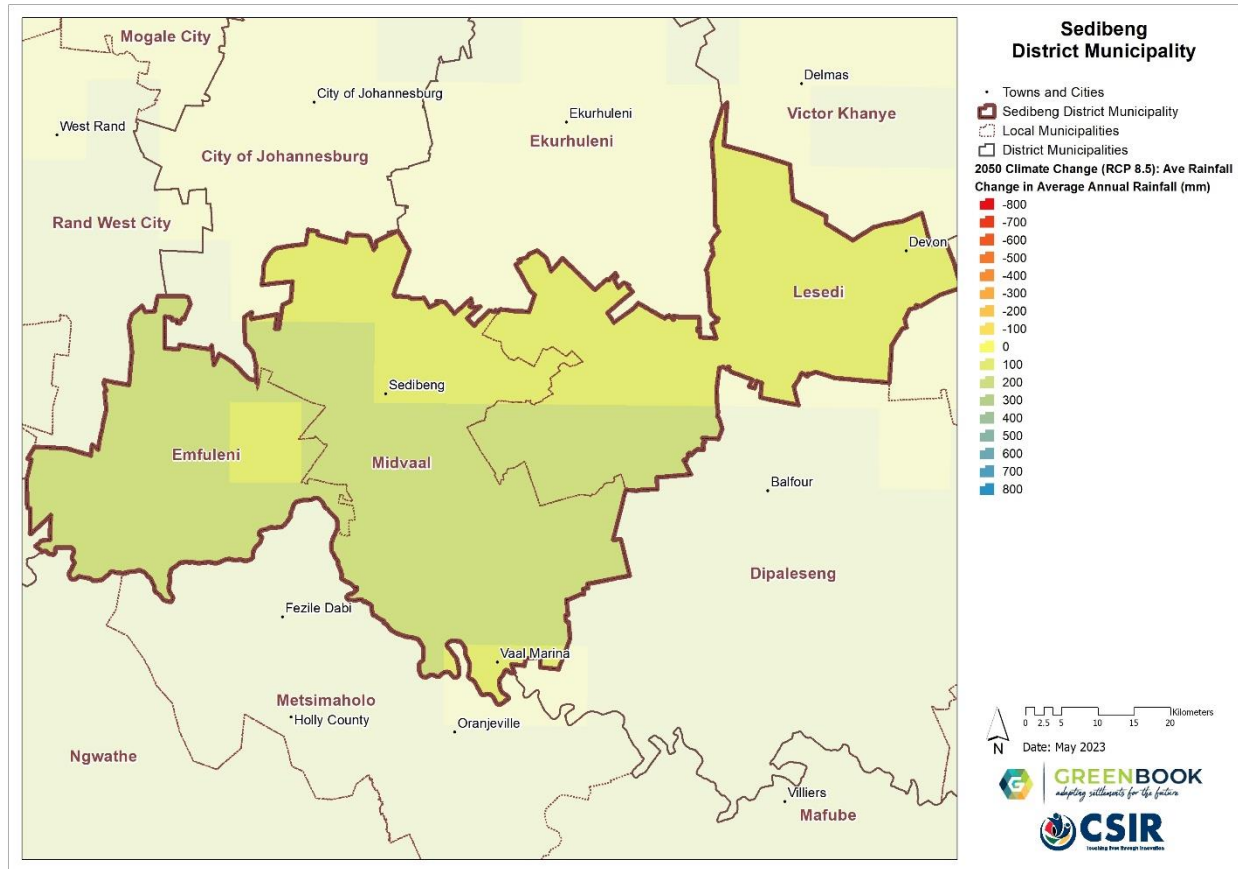 Mogale City
City of Johannesburg
Delmas
West Rand
Ekurhuleni
Victor Khanye
City of Johannesburg
Ekurhuleni
Rand West City
Devon
Lesedi
Sedibeng
Emfuleni
Midvaal
Balfour
Dipaleseng
Fezile Dabi
Vaal Marina
Metsimaholo
Holly County
Oranjeville
Ngwathe
Villiers
Mafube
Sedibeng
District Municipality
Towns and Cities
Sedibeng District Municipality
Local Municipalities
District Municipalities
2050 Climate Change (RCP 8.5): Ave Rainfall
Change in Average Annual Rainfall (mm)
-800
-700
-600
-500
-400
-300
-200
-100
0
100
200
300
400
500
600
700
800
Kilometers
0 2.5 5 10 15 20
N
Date: May 2023
G
GREENBOOK
adapting settlements for the future
CSIR
Touching lives through innovation